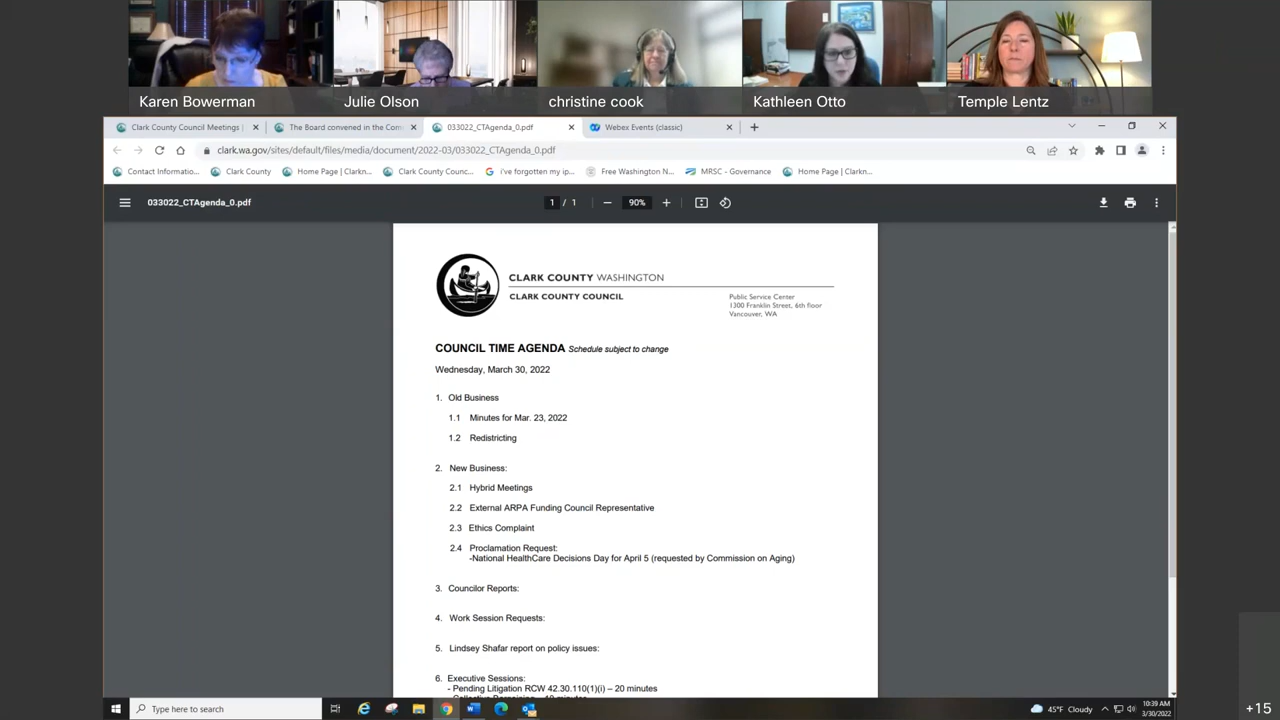 Karen Bowerman
Julie Olson
christine cook
Kathleen Otto
Temple Lentz
Clark County Council Meetings |
The Board convened in the Com
033022_CTAgenda_0.pdf
Webex Events (classic)
clark.wa.gov/sites/default/files/media/document/2022-03/033022_CTAgenda_0.pdf
Contact Informatio...
Clark County
Home Page | Clarkn...
Clark County Counc...
i've forgotten my ip...
Free Washington N...
MRSC - Governance
Home Page | Clarkn...
033022_CTAgenda_0.pdf
1 / 1
90%
CLARK COUNTY WASHINGTON
CLARK COUNTY COUNCIL
Public Service Center
1300 Franklin Street, 6th floor
Vancouver, WA
COUNCIL TIME AGENDA Schedule subject to change
Wednesday, March 30, 2022
1. Old Business
1.1 Minutes for Mar. 23, 2022
1.2 Redistricting
2. New Business:
2.1 Hybrid Meetings
2.2 External ARPA Funding Council Representative
2.3 Ethics Complaint
2.4 Proclamation Request:
-National HealthCare Decisions Day for April 5 (requested by Commission on Aging)
3. Councilor Reports:
4. Work Session Requests:
5. Lindsey Shafar report on policy issues:
6. Executive Sessions:
- Pending Litigation RCW 42.30.110(1)(i) – 20 minutes
Type here to search
45°F Cloudy
10:39 AM
3/30/2022
+15